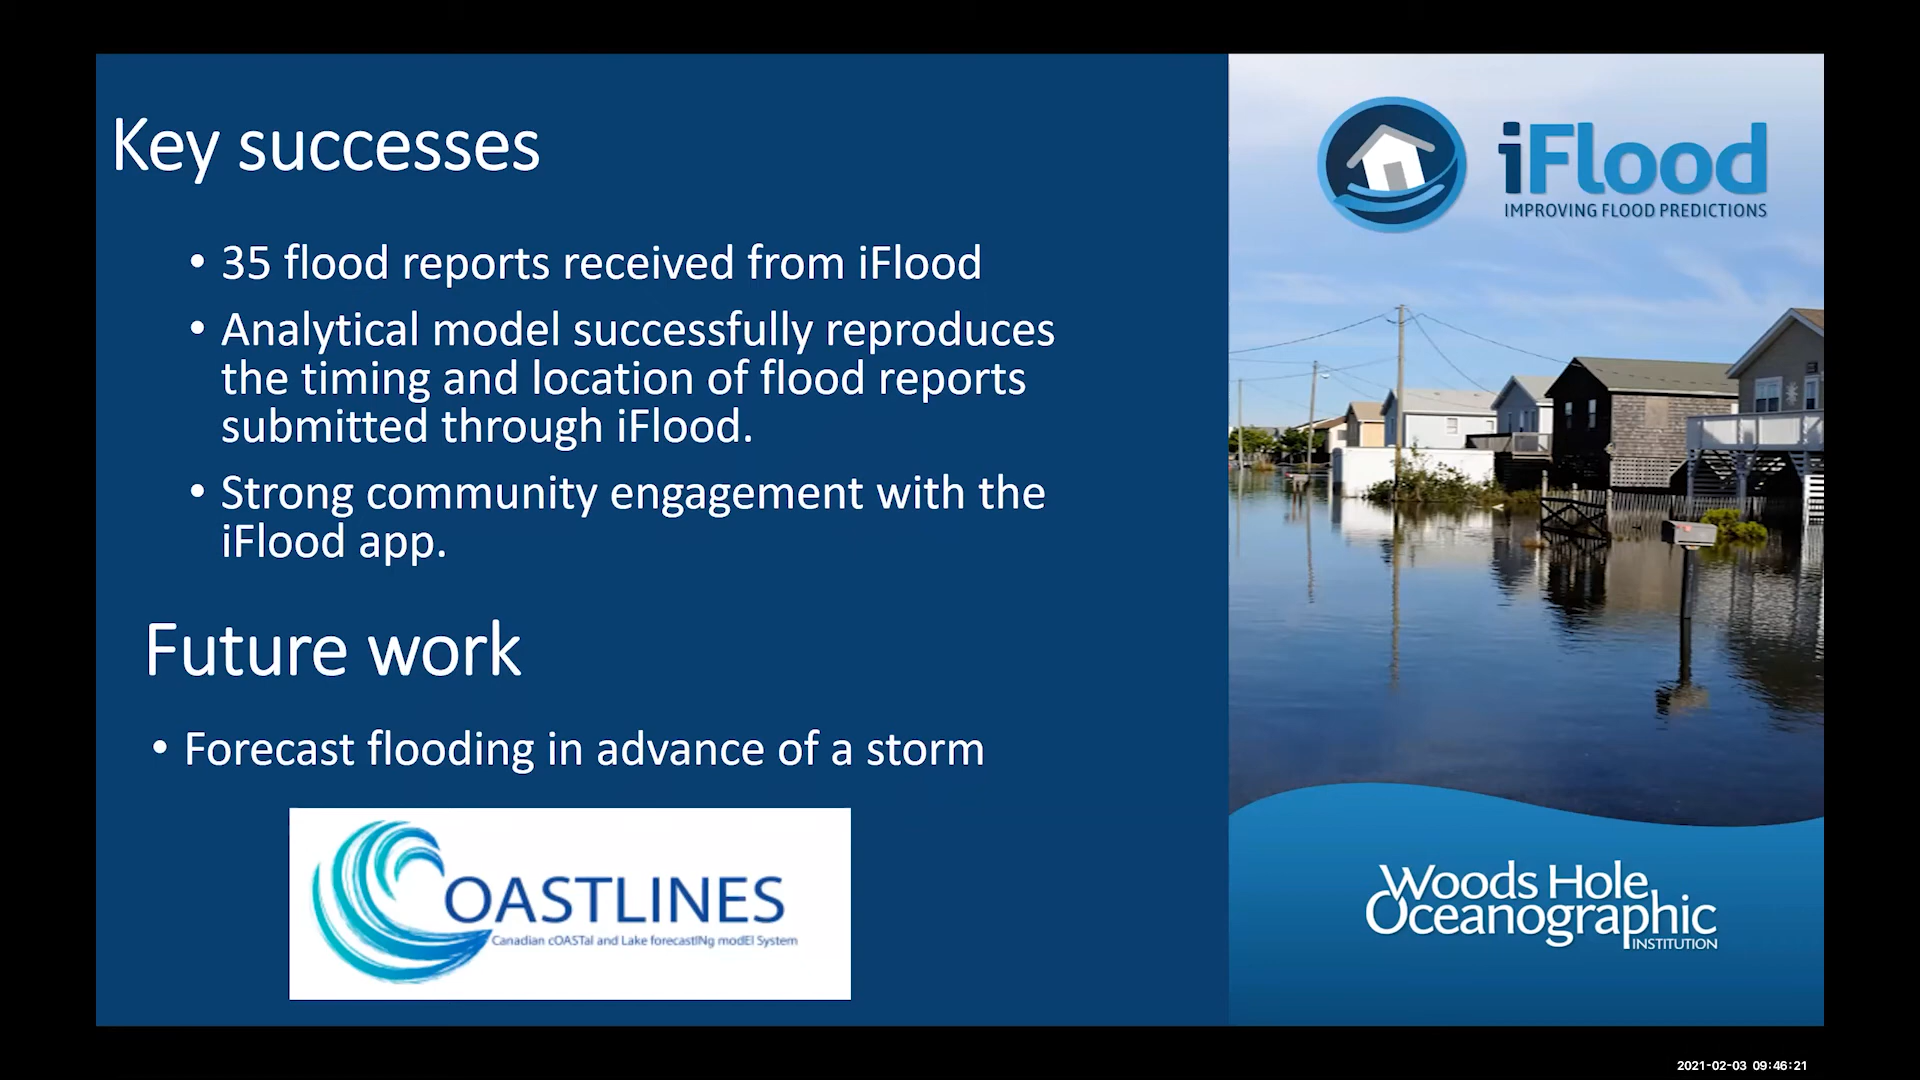 Key successes
• 35 flood reports received from iFlood
• Analytical model successfully reproduces
the timing and location of flood reports
submitted through iFlood.
• Strong community engagement with the
iFlood app.
Future work
• Forecast flooding in advance of a storm
COASTLINES
Canadian cOASTal and Lake forecastINg modEl System
iFlood
IMPROVING FLOOD PREDICTIONS
Woods Hole
Oceanographic
INSTITUTION
2021-02-03 09:46:21